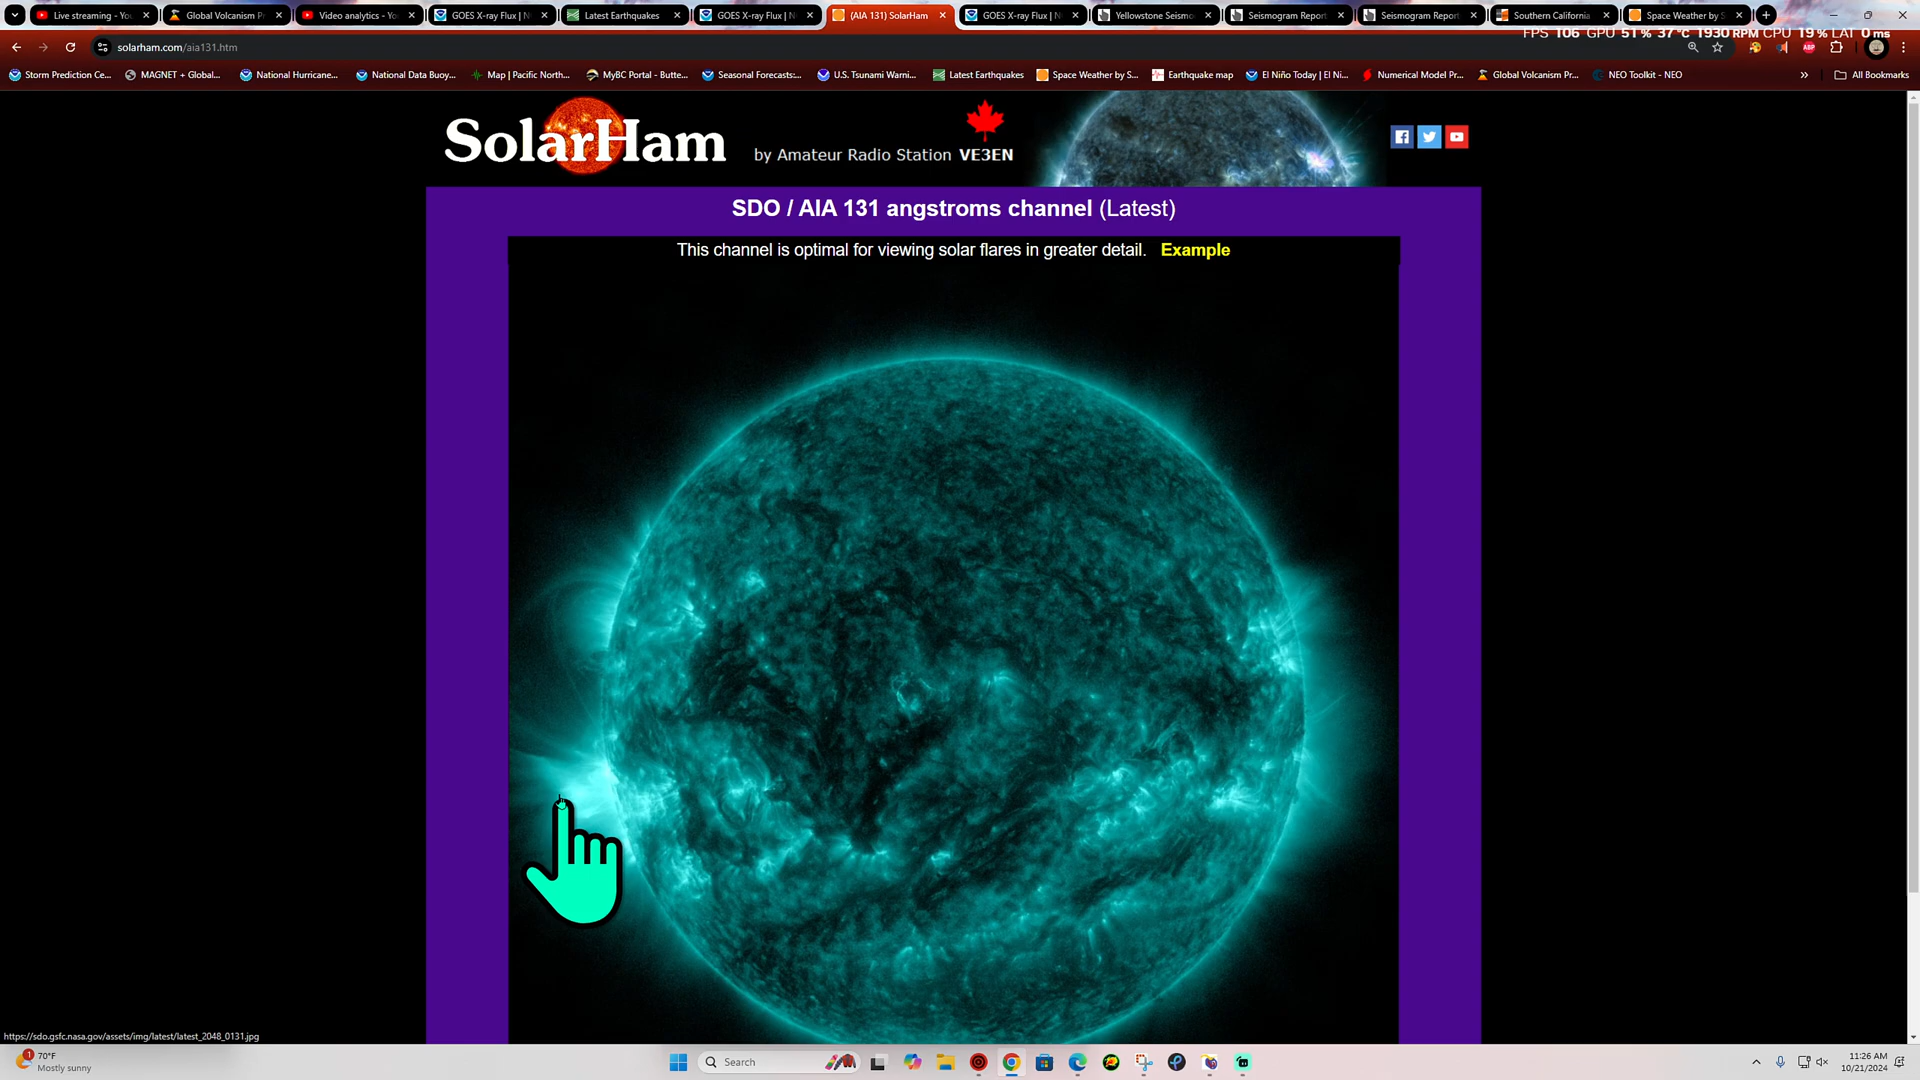 Live streaming - You
Global Volcanism P
Video analytics - Yo
GOES X-ray Flux | N
Latest Earthquakes
GOES X-ray Flux | N
(AIA 131) SolarHam
GOES X-ray Flux | N
Yellowstone Seismo
Seismogram Report
Seismogram Report
Southern California
Space Weather by S
solarham.com/aia131.htm
FPS 106 GPU 51 % 37 °C 1930 RPM CPU 19 % LAT 0 ms
Storm Prediction Ce...
MAGNET + Global...
National Hurricane...
National Data Buoy...
Map | Pacific North...
MyBC Portal - Butte...
Seasonal Forecasts:...
U.S. Tsunami Warni...
Latest Earthquakes
Space Weather by S...
Earthquake map
El Niño Today | El Ni...
Numerical Model Pr...
Global Volcanism Pr...
NEO Toolkit - NEO
»
All Bookmarks
SolarHam
by Amateur Radio Station VE3EN
SDO / AIA 131 angstroms channel (Latest)
This channel is optimal for viewing solar flares in greater detail. Example
https://sdo.gsfc.nasa.gov/assets/img/latest/latest_2048_0131.jpg
1
70°F
Mostly sunny
Search
11:26 AM
10/21/2024